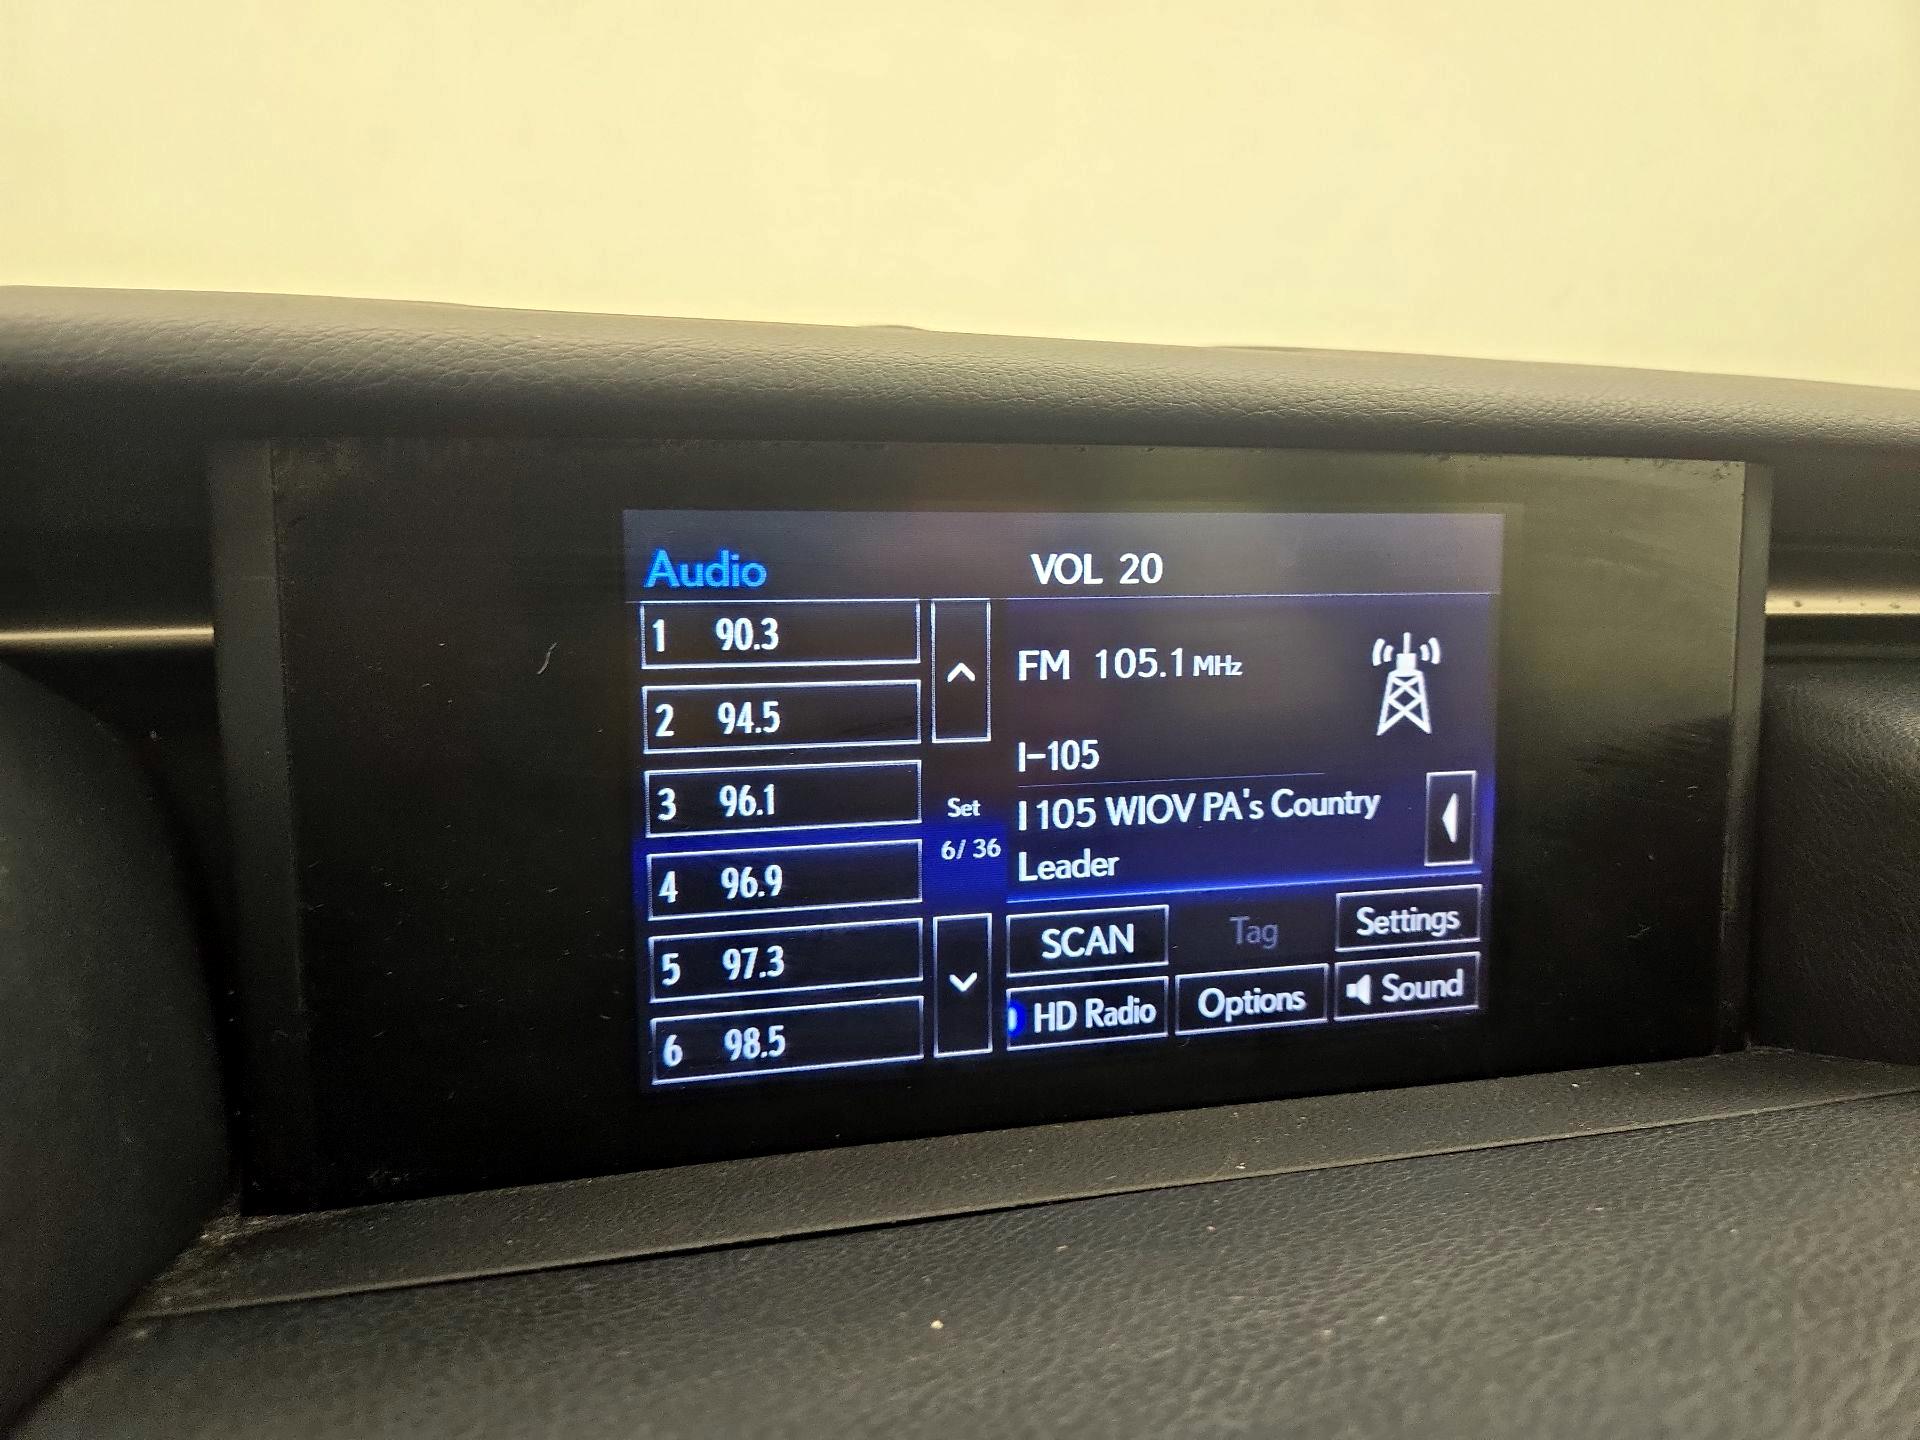 Audio
VOL 20
1 90.3
2 94.5
3 96.1
4 96.9
5 97.3
6 98.5
Set
6/ 36
FM 105.1 MHz
I-105
I105 WIOV PA's Country
Leader
SCAN
Tag
Settings
HD Radio
Options
Sound